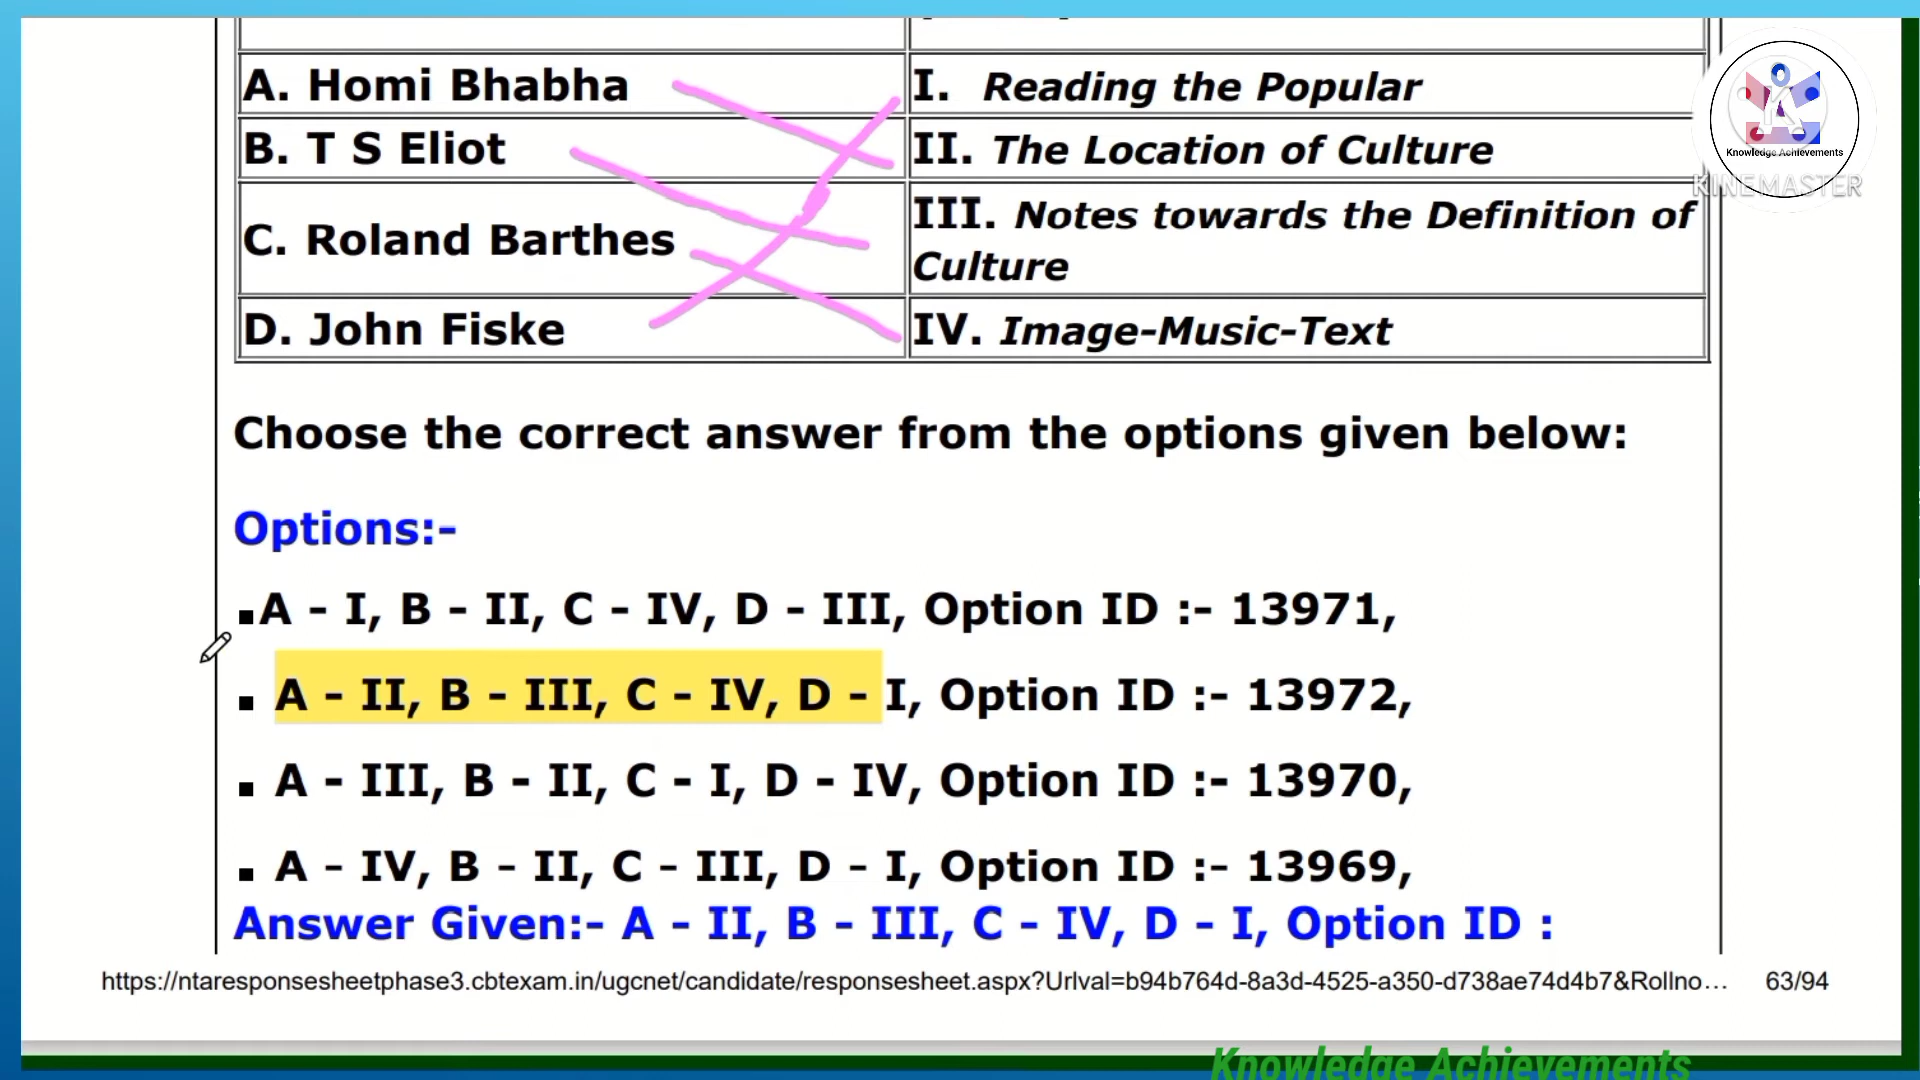 A. Homi Bhabha
I. Reading the Popular
B. T S Eliot
II. The Location of Culture
C. Roland Barthes
III. Notes towards the Definition of
Culture
D. John Fiske
IV. Image-Music-Text
Knowledge Achievements
KINEMASTER
Choose the correct answer from the options given below:
Options:-
▪A - I, B - II, C - IV, D - III, Option ID :- 13971,
▪ A - II, B - III, C - IV, D - I, Option ID :- 13972,
▪ A - III, B - II, C - I, D - IV, Option ID :- 13970,
▪ A - IV, B - II, C - III, D - I, Option ID :- 13969,
Answer Given:- A - II, B - III, C - IV, D - I, Option ID :
https://ntaresponsesheetphase3.cbtexam.in/ugcnet/candidate/responsesheet.aspx?Urlval=b94b764d-8a3d-4525-a350-d738ae74d4b7&Rollno… 63/94
Knowledge Achievements